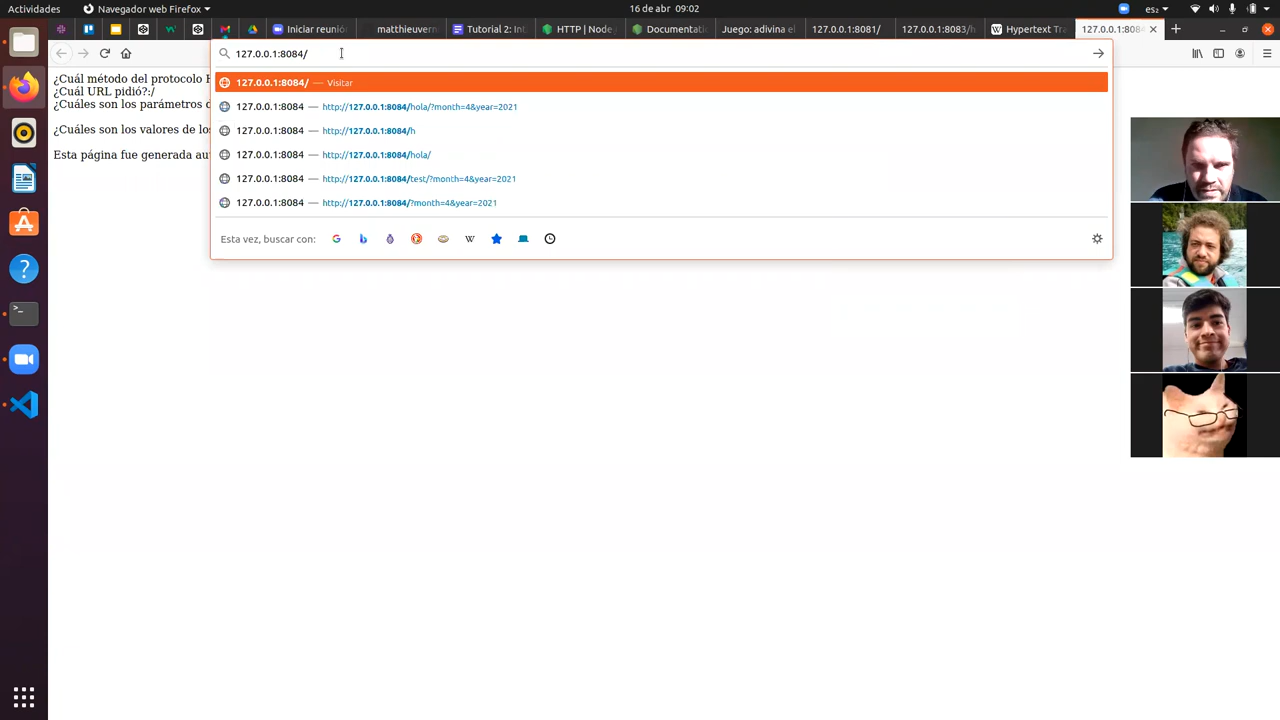 Actividades
Navegador web Firefox
16 de abr 09:02
es2
Iniciar reunió
matthieuvern
Tutorial 2: Int
HTTP | Node.
Documentati
Juego: adivina el
127.0.0.1:8081/
127.0.0.1:8083/h
Hypertext Tra
127.0.0.1:8084
127.0.0.1:8084/
¿Cuál método del protocolo
¿Cuál URL pidió?:/
¿Cuáles son los parámetros d
¿Cuáles son los valores de los
Esta página fue generada au
127.0.0.1:8084/ — Visitar
127.0.0.1:8084 — http://127.0.0.1:8084/hola/?month=4&year=2021
127.0.0.1:8084 — http://127.0.0.1:8084/h
127.0.0.1:8084 — http://127.0.0.1:8084/hola/
127.0.0.1:8084 — http://127.0.0.1:8084/test/?month=4&year=2021
127.0.0.1:8084 — http://127.0.0.1:8084/?month=4&year=2021
Esta vez, buscar con: